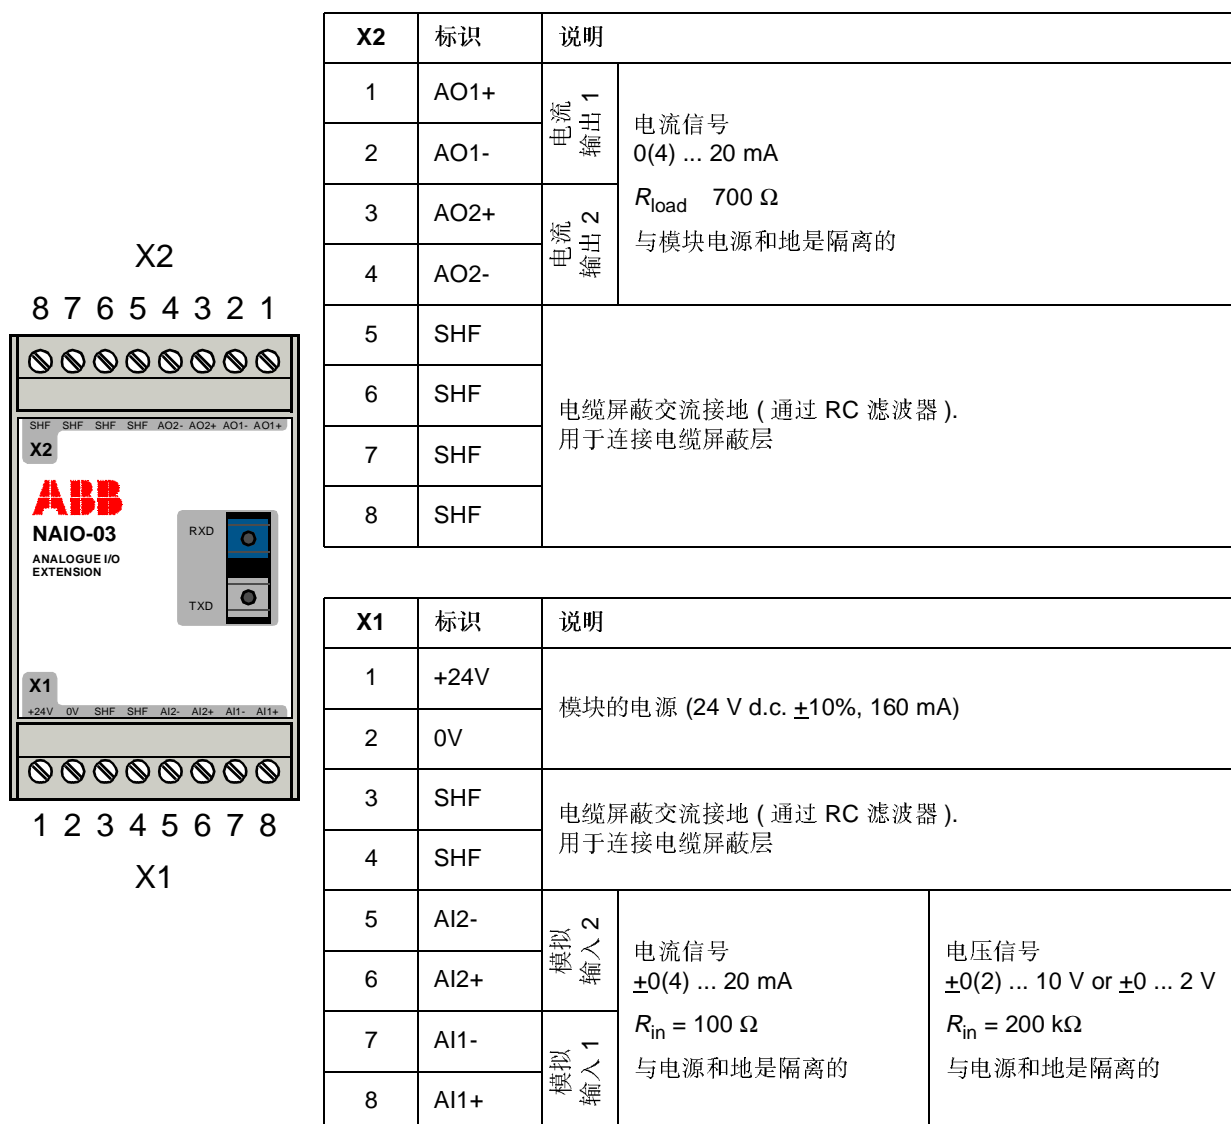 X2 标识 说明
1 AO1+ 电流输出 1
2 AO1-
3 AO2+ 电流输出 2
4 AO2-
电流信号
0(4) ... 20 mA
Rload 700 Ω
与模块电源和地是隔离的
5 SHF
6 SHF
7 SHF
8 SHF
电缆屏蔽交流接地 ( 通过 RC 滤波器 ).
用于连接电缆屏蔽层
X2
8 7 6 5 4 3 2 1
SHF SHF SHF SHF AO2- AO2+ AO1- AO1+
X2
ABB
NAIO-03
ANALOGUE I/O
EXTENSION
RXD
TXD
X1
+24V 0V SHF SHF AI2- AI2+ AI1- AI1+
1 2 3 4 5 6 7 8
X1
X1 标识 说明
1 +24V
2 0V
模块的电源 (24 V d.c. ±10%, 160 mA)
3 SHF
4 SHF
电缆屏蔽交流接地 ( 通过 RC 滤波器 ).
用于连接电缆屏蔽层
5 AI2- 模拟输入 2
6 AI2+
7 AI1- 模拟输入 1
8 AI1+
电流信号
±0(4) ... 20 mA
Rin = 100 Ω
与电源和地是隔离的
电压信号
±0(2) ... 10 V or ±0 ... 2 V
Rin = 200 kΩ
与电源和地是隔离的